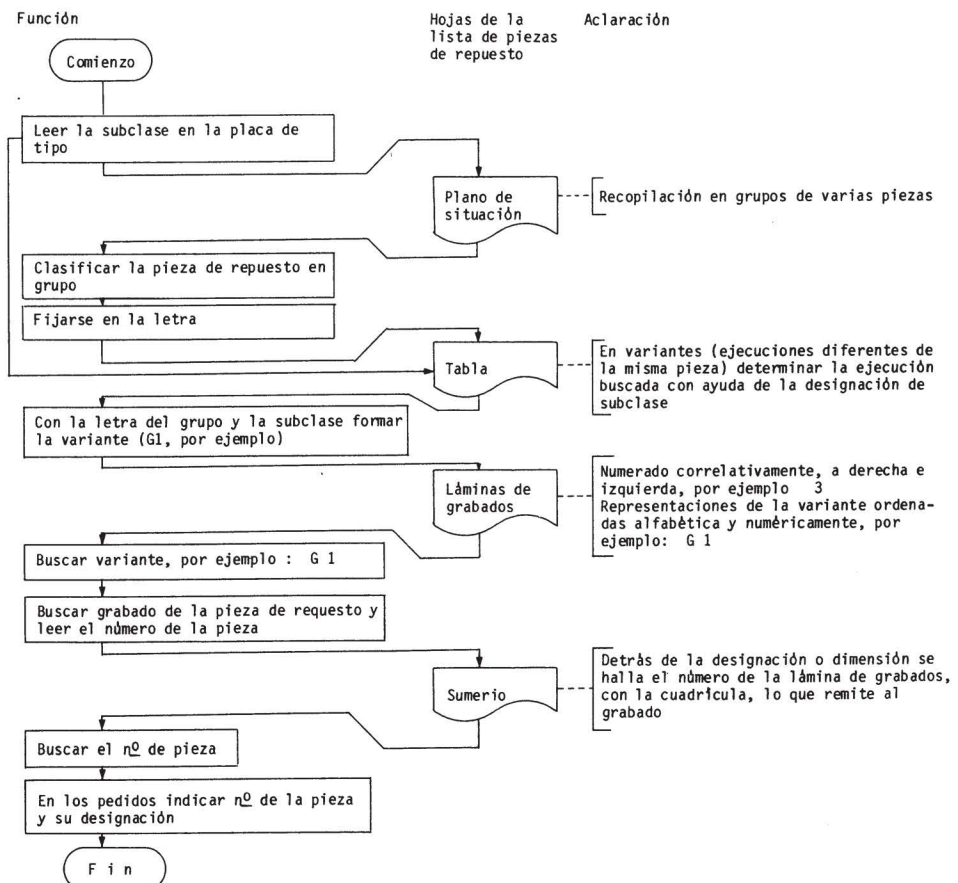 Función
Hojas de la
lista de piezas
de repuesto
Aclaración
Comienzo
Leer la subclase en la placa de
tipo
Plano de
situación
Recopilación en grupos de varias piezas
Clasificar la pieza de repuesto en
grupo
Fijarse en la letra
Tabla
En variantes (ejecuciones diferentes de
la misma pieza) determinar la ejecución
buscada con ayuda de la designación de
subclase
Con la letra del grupo y la subclase formar
la variante (G1, por ejemplo)
Láminas de
grabados
Numerado correlativamente, a derecha e
izquierda, por ejemplo 3
Representaciones de la variante ordena-
das alfabética y numéricamente, por
ejemplo: G 1
Buscar variante, por ejemplo : G 1
Buscar grabado de la pieza de requesto y
leer el número de la pieza
Sumerio
Detrás de la designación o dimensión se
halla el número de la lámina de grabados,
con la cuadrícula, lo que remite al
grabado
Buscar el nº de pieza
En los pedidos indicar nº de la pieza
y su designación
F i n